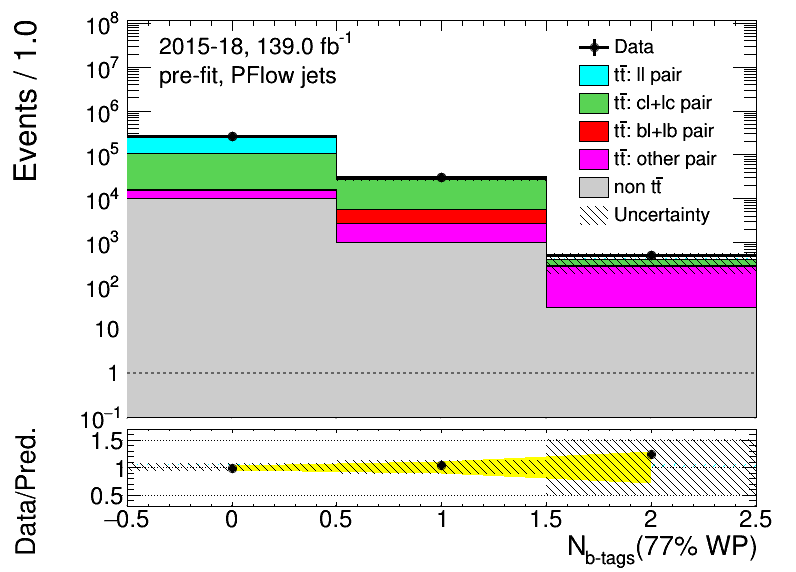 Events / 1.0
10⁸
10⁷
10⁶
10⁵
10⁴
10³
10²
10
1
10⁻¹
2015-18, 139.0 fb⁻¹
pre-fit, PFlow jets
Data
tt̄: ll pair
tt̄: cl+lc pair
tt̄: bl+lb pair
tt̄: other pair
non tt̄
Uncertainty
Data/Pred.
1.5
1
0.5
−0.5 0 0.5 1 1.5 2 2.5
N_b-tags(77% WP)